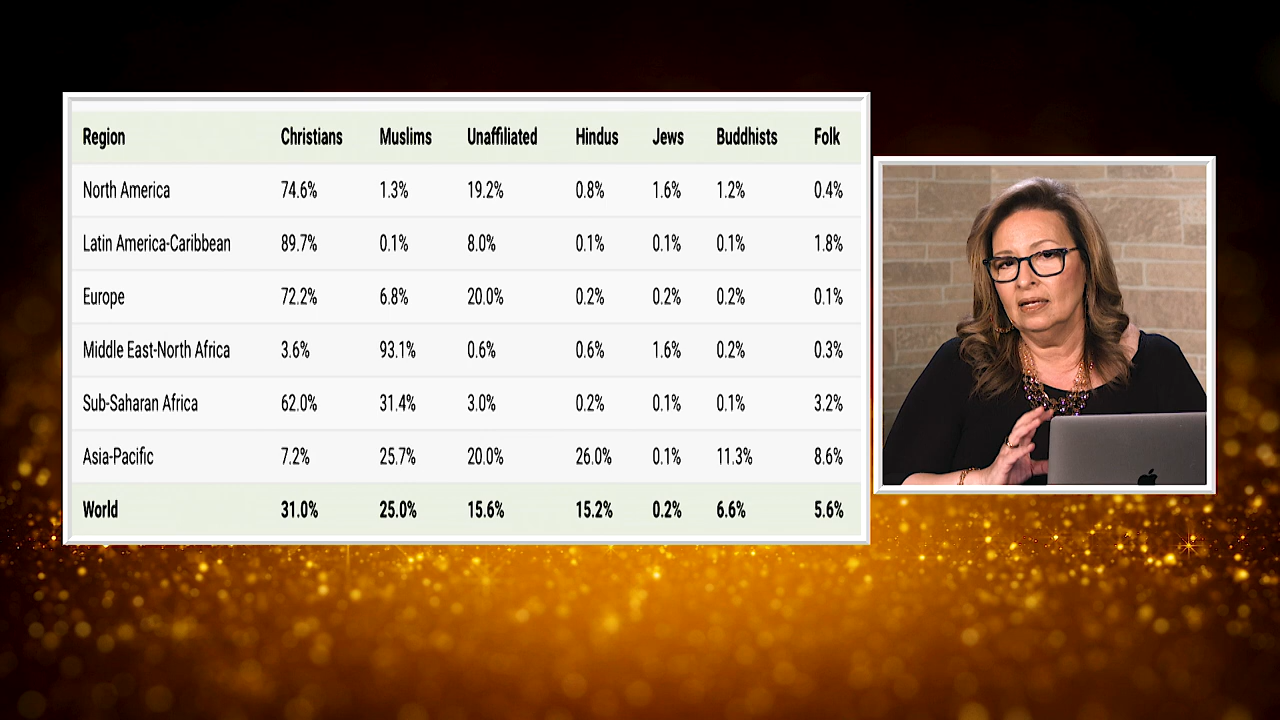 Region Christians Muslims Unaffiliated Hindus Jews Buddhists Folk
North America 74.6% 1.3% 19.2% 0.8% 1.6% 1.2% 0.4%
Latin America-Caribbean 89.7% 0.1% 8.0% 0.1% 0.1% 0.1% 1.8%
Europe 72.2% 6.8% 20.0% 0.2% 0.2% 0.2% 0.1%
Middle East-North Africa 3.6% 93.1% 0.6% 0.6% 1.6% 0.2% 0.3%
Sub-Saharan Africa 62.0% 31.4% 3.0% 0.2% 0.1% 0.1% 3.2%
Asia-Pacific 7.2% 25.7% 20.0% 26.0% 0.1% 11.3% 8.6%
World 31.0% 25.0% 15.6% 15.2% 0.2% 6.6% 5.6%